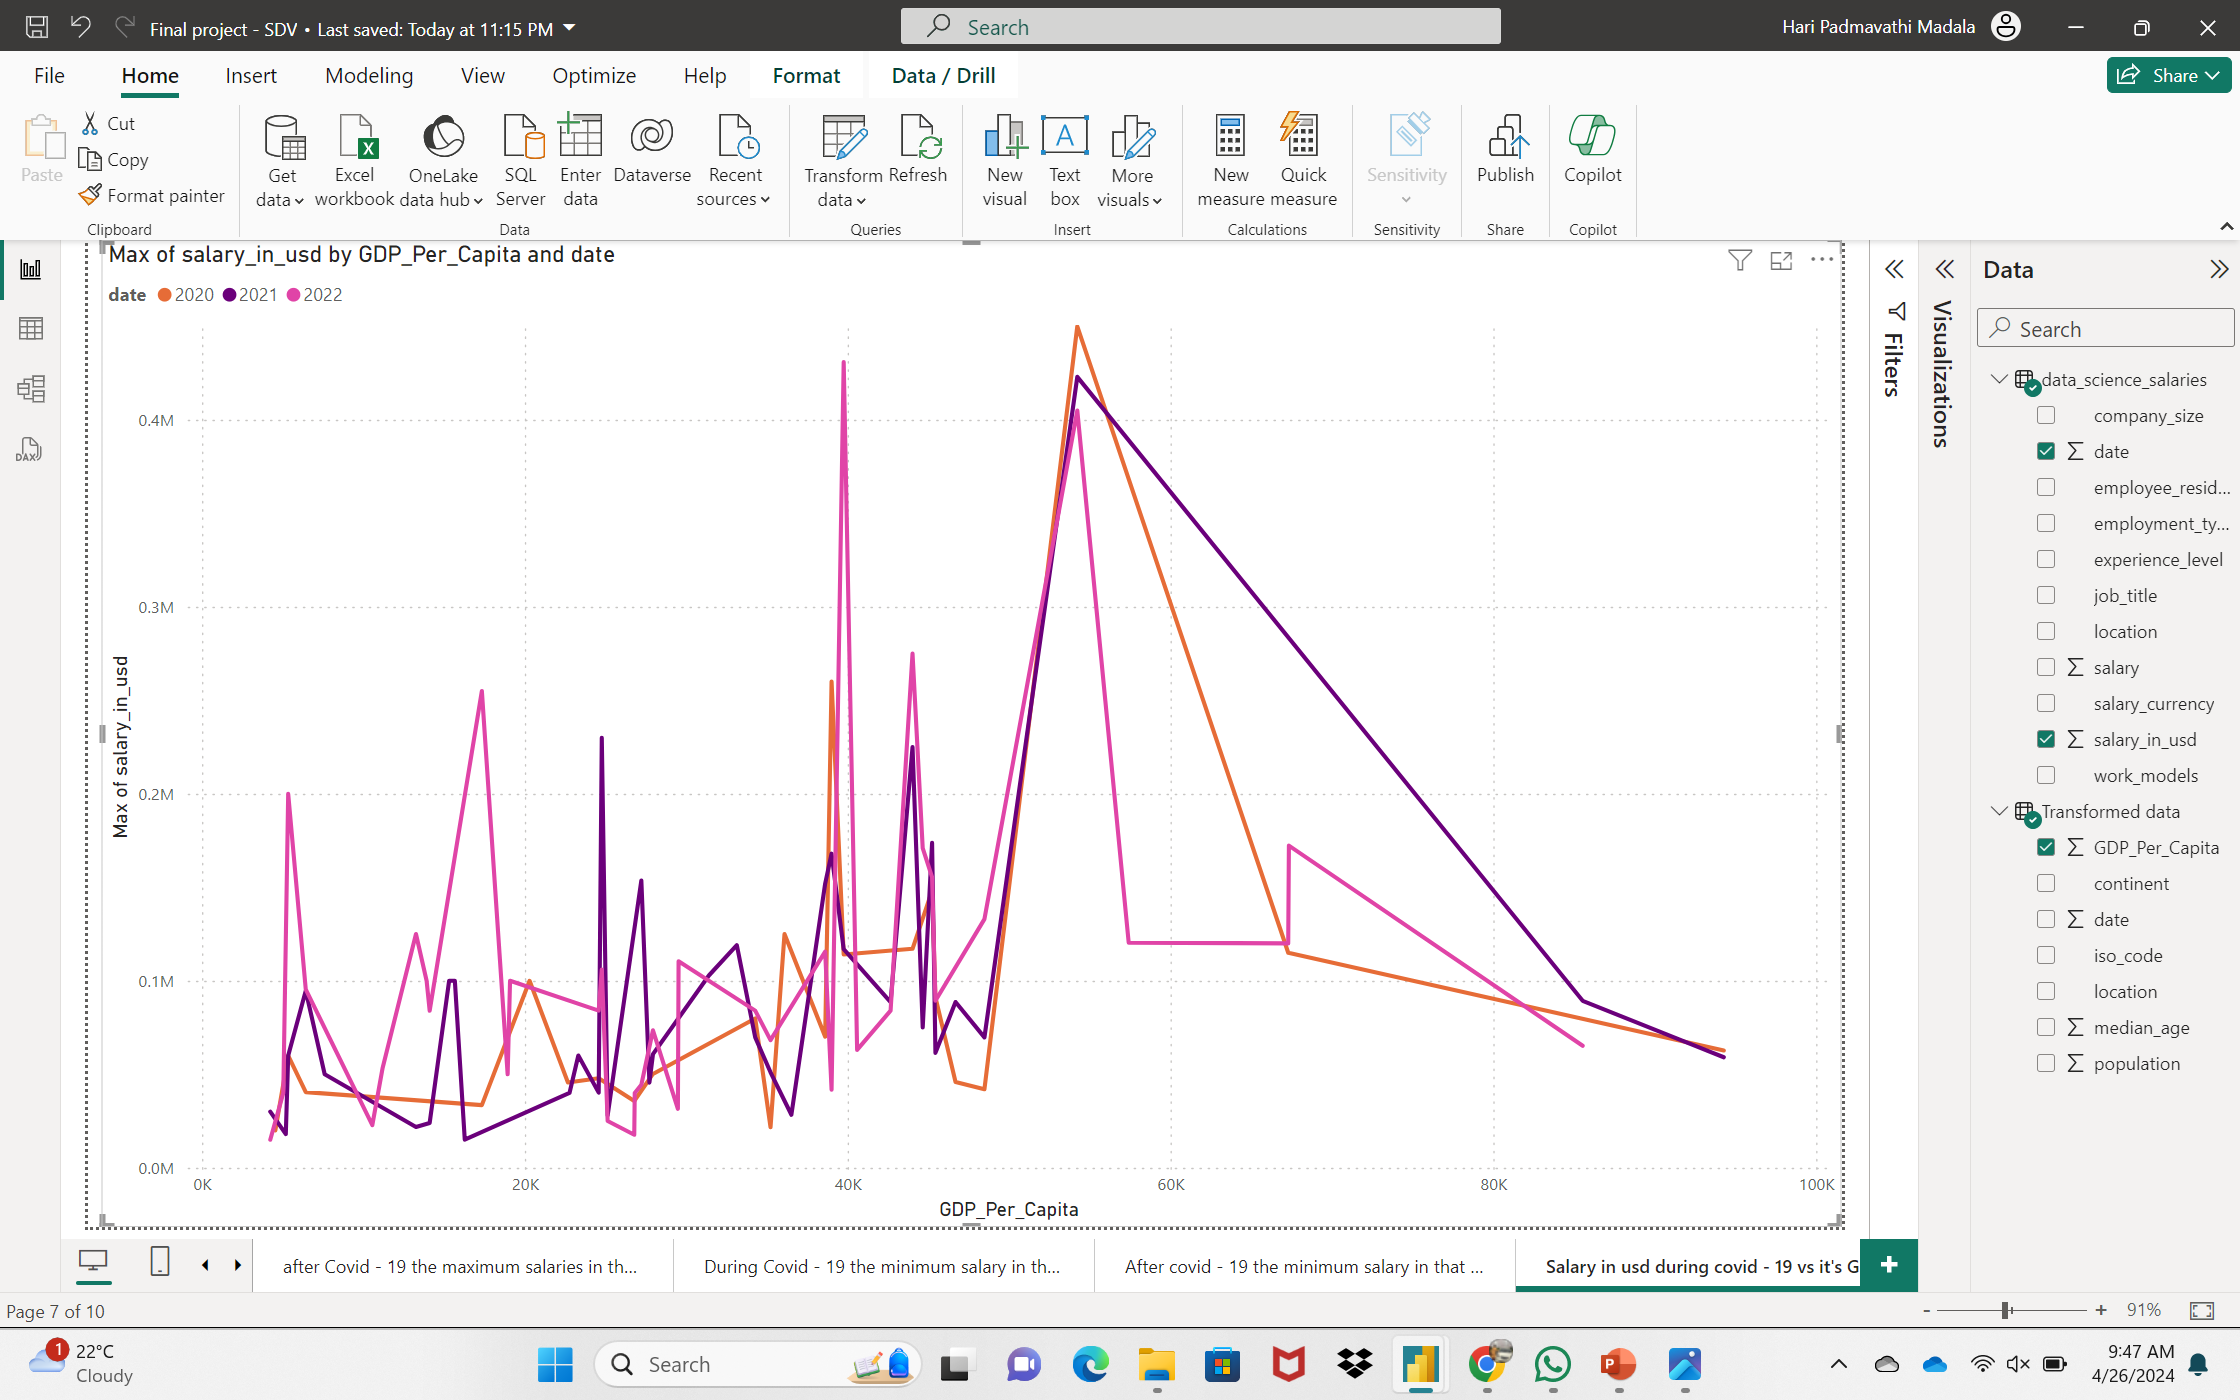 Final project - SDV • Last saved: Today at 11:15 PM
Search
Hari Padmavathi Madala
File Home Insert Modeling View Optimize Help Format Data / Drill
Share
Paste
Cut
Copy
Format painter
Clipboard
Get data
Excel workbook
OneLake data hub
SQL Server
Enter data
Dataverse
Recent sources
Data
Transform data
Refresh
Queries
New visual
Text box
More visuals
Insert
New measure
Quick measure
Calculations
Sensitivity
Sensitivity
Publish
Share
Copilot
Copilot
DAX
Max of salary_in_usd by GDP_Per_Capita and date
date 2020 2021 2022
Max of salary_in_usd
0.4M
0.3M
0.2M
0.1M
0.0M
0K 20K 40K 60K 80K 100K
GDP_Per_Capita
Filters
Visualizations
Data
Search
data_science_salaries
company_size
date
employee_resid...
employment_ty...
experience_level
job_title
location
salary
salary_currency
salary_in_usd
work_models
Transformed data
GDP_Per_Capita
continent
date
iso_code
location
median_age
population
after Covid - 19 the maximum salaries in th...
During Covid - 19 the minimum salary in th...
After covid - 19 the minimum salary in that ...
Salary in usd during covid - 19 vs it's G
Page 7 of 10
- + 91%
1
22°C
Cloudy
Search
9:47 AM
4/26/2024